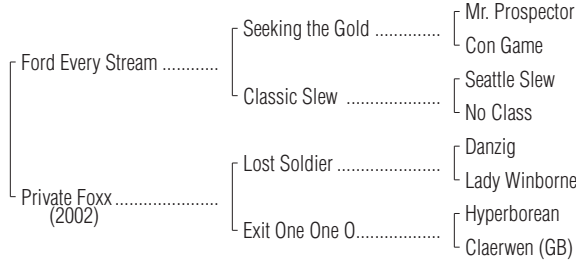 Mr. Prospector
Seeking the Gold ..............
Con Game
Ford Every Stream ............
Seattle Slew
Classic Slew ....................
No Class
Danzig
Lost Soldier ......................
Lady Winborne
Private Foxx ......................
(2002)
Hyperborean
Exit One One O..................
Claerwen (GB)